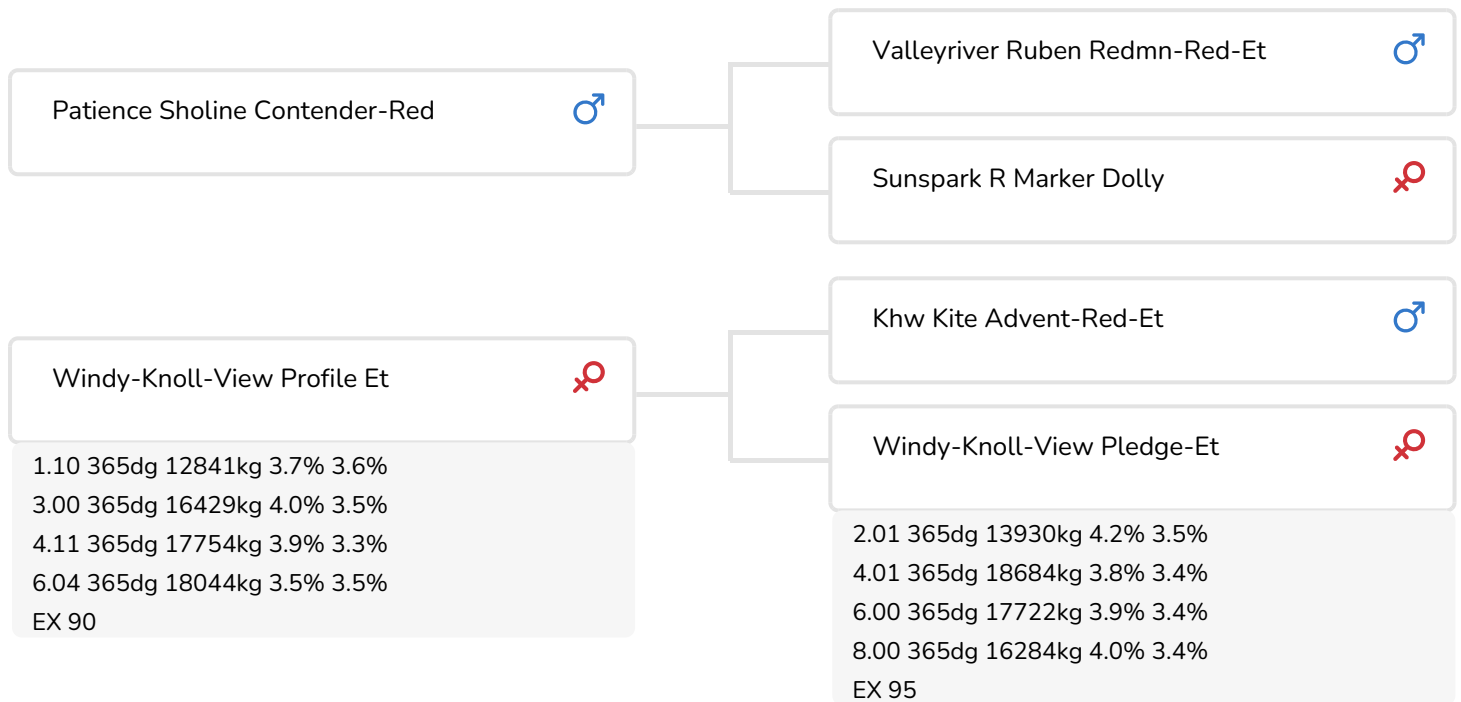 Patience Sholine Contender-Red
Valleyriver Ruben Redmn-Red-Et
Sunspark R Marker Dolly
Windy-Knoll-View Profile Et
1.10 365dg 12841kg 3.7% 3.6%
3.00 365dg 16429kg 4.0% 3.5%
4.11 365dg 17754kg 3.9% 3.3%
6.04 365dg 18044kg 3.5% 3.5%
EX 90
Khw Kite Advent-Red-Et
Windy-Knoll-View Pledge-Et
2.01 365dg 13930kg 4.2% 3.5%
4.01 365dg 18684kg 3.8% 3.4%
6.00 365dg 17722kg 3.9% 3.4%
8.00 365dg 16284kg 4.0% 3.4%
EX 95